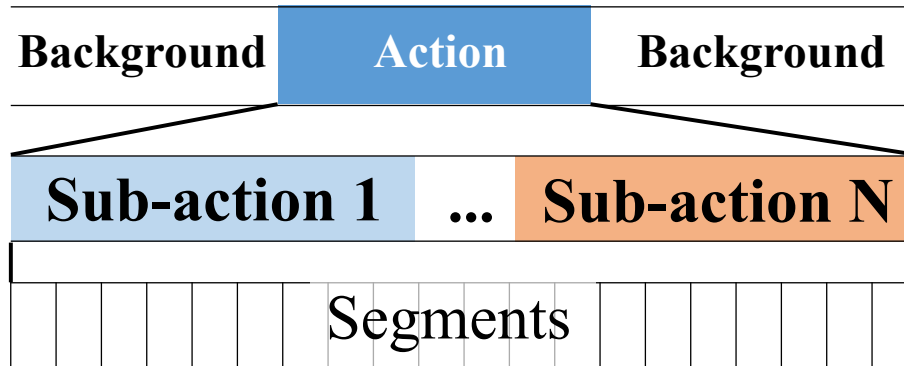 Background Action Background
Sub-action 1 ... Sub-action N
Segments